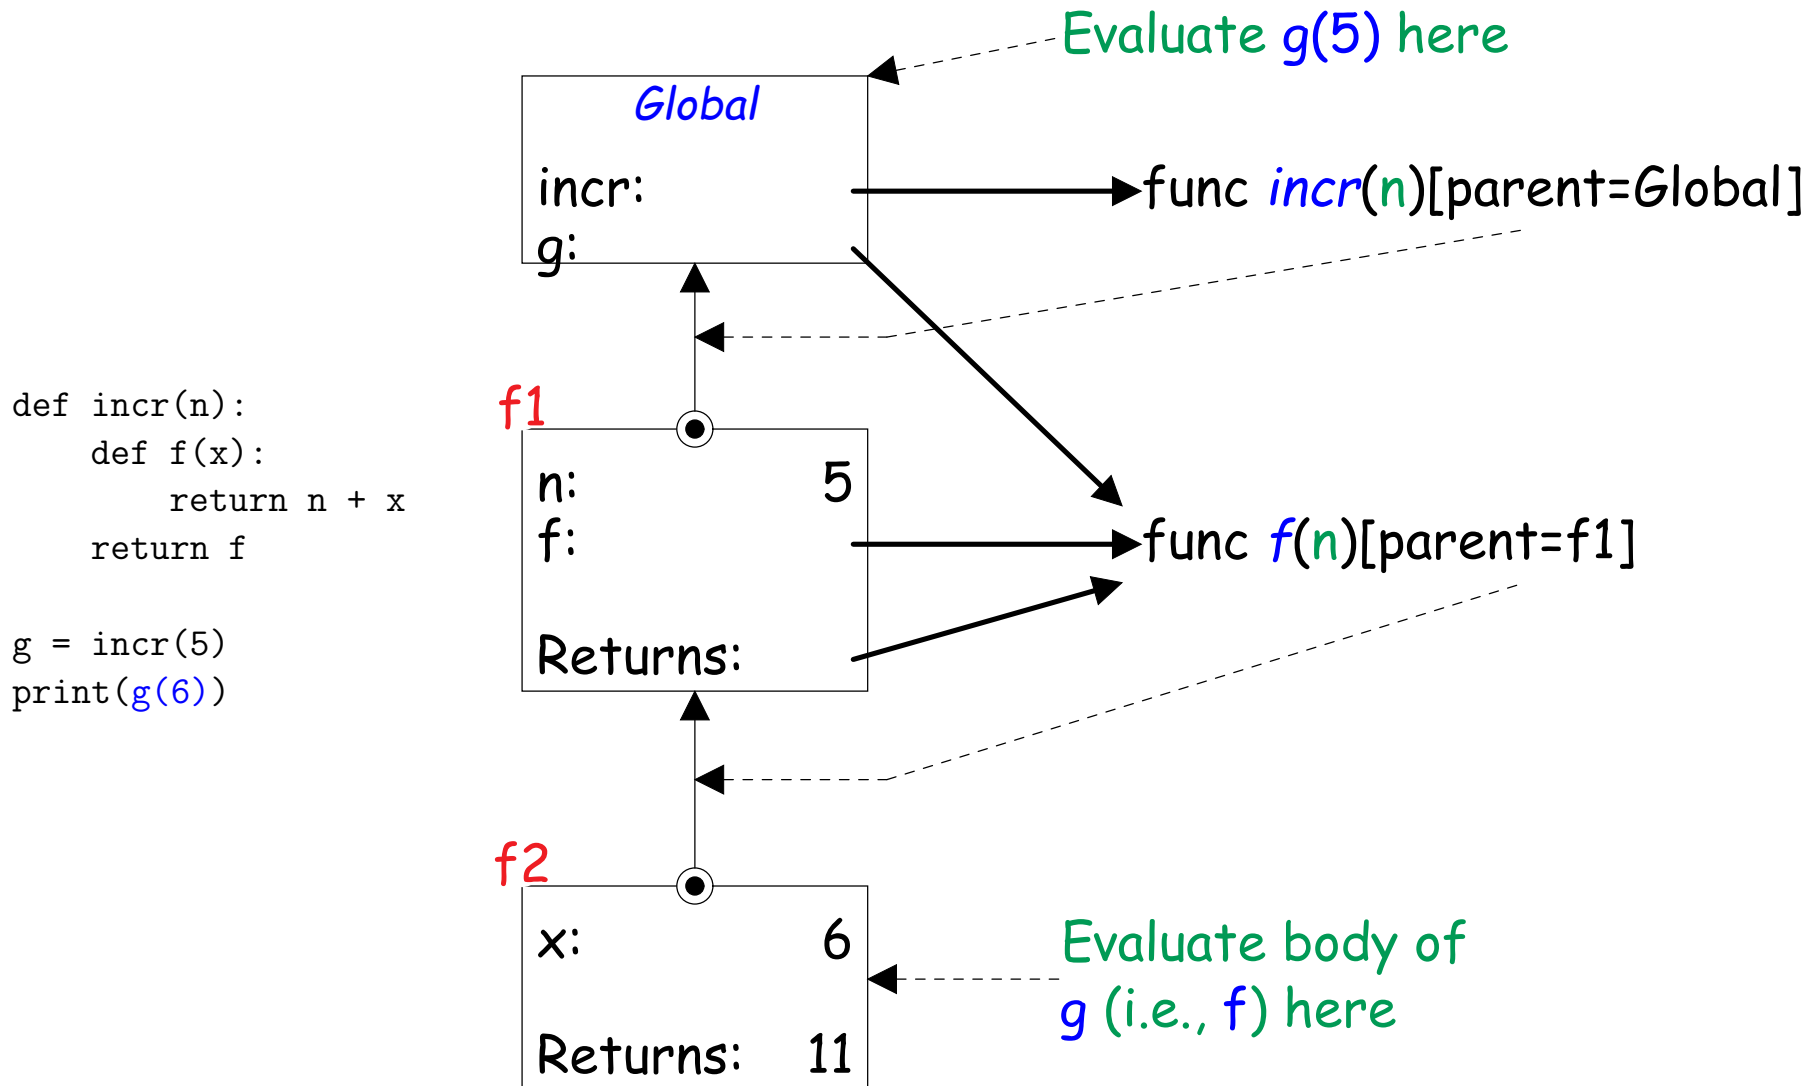 Evaluate g(5) here
Global
incr:
func incr(n)[parent=Global]
g:
def incr(n):
    def f(x):
        return n + x
    return f
g = incr(5)
print(g(6))
f1
n: 5
f:
func f(n)[parent=f1]
Returns:
f2
x: 6
Evaluate body of
g (i.e., f) here
Returns: 11